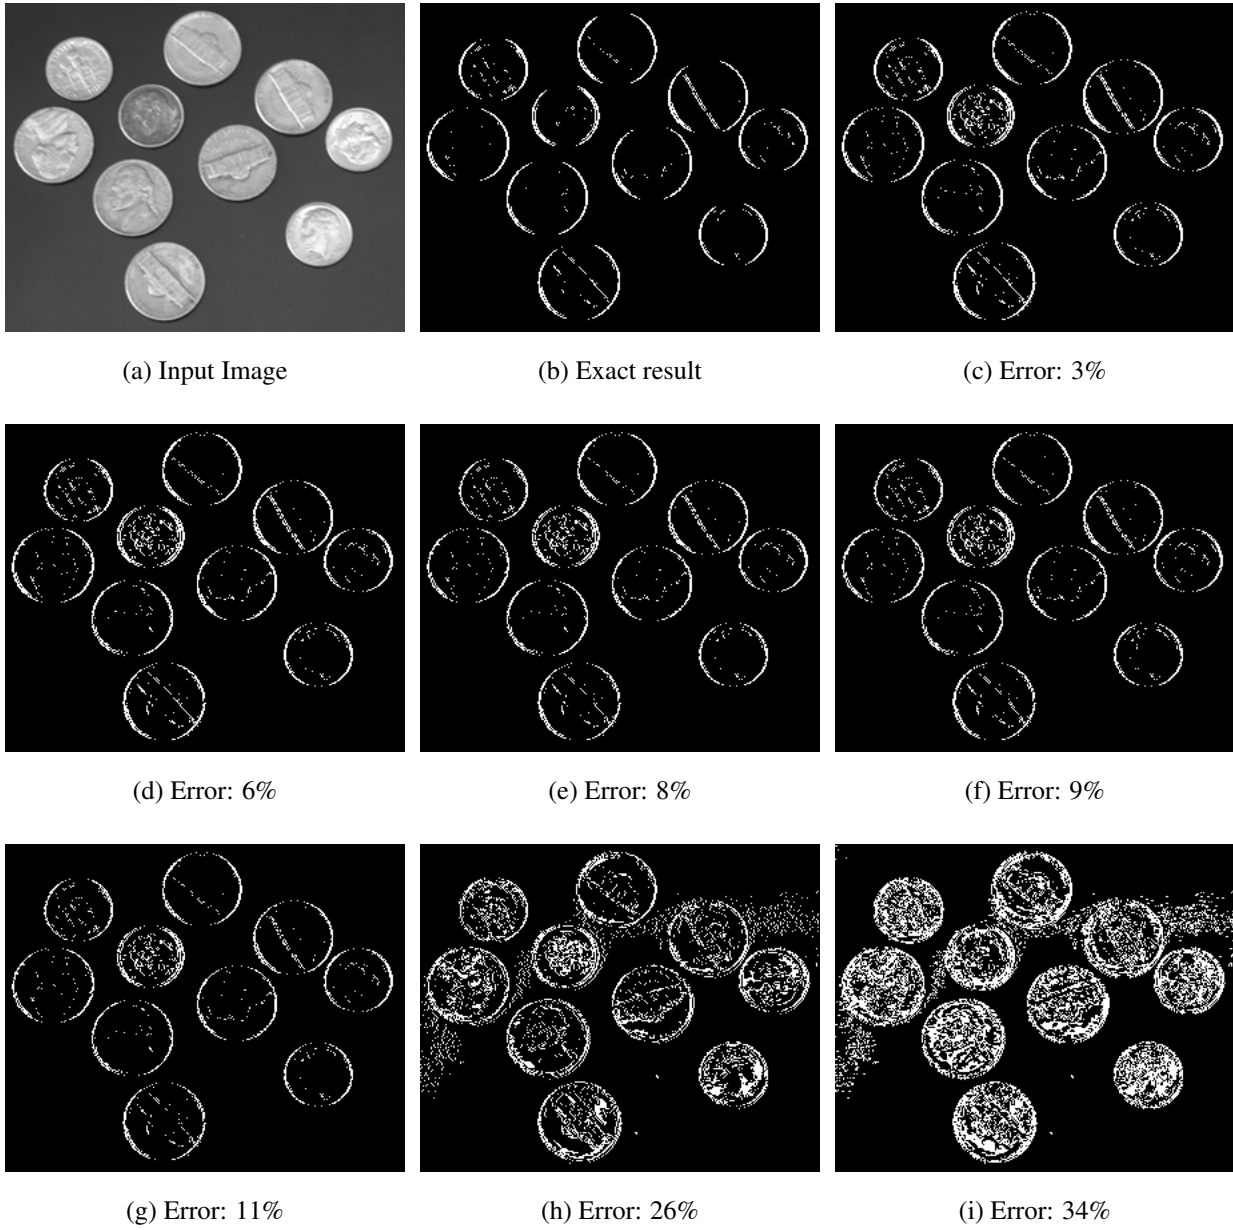 (a) Input Image
(b) Exact result
(c) Error: 3%
(d) Error: 6%
(e) Error: 8%
(f) Error: 9%
(g) Error: 11%
(h) Error: 26%
(i) Error: 34%